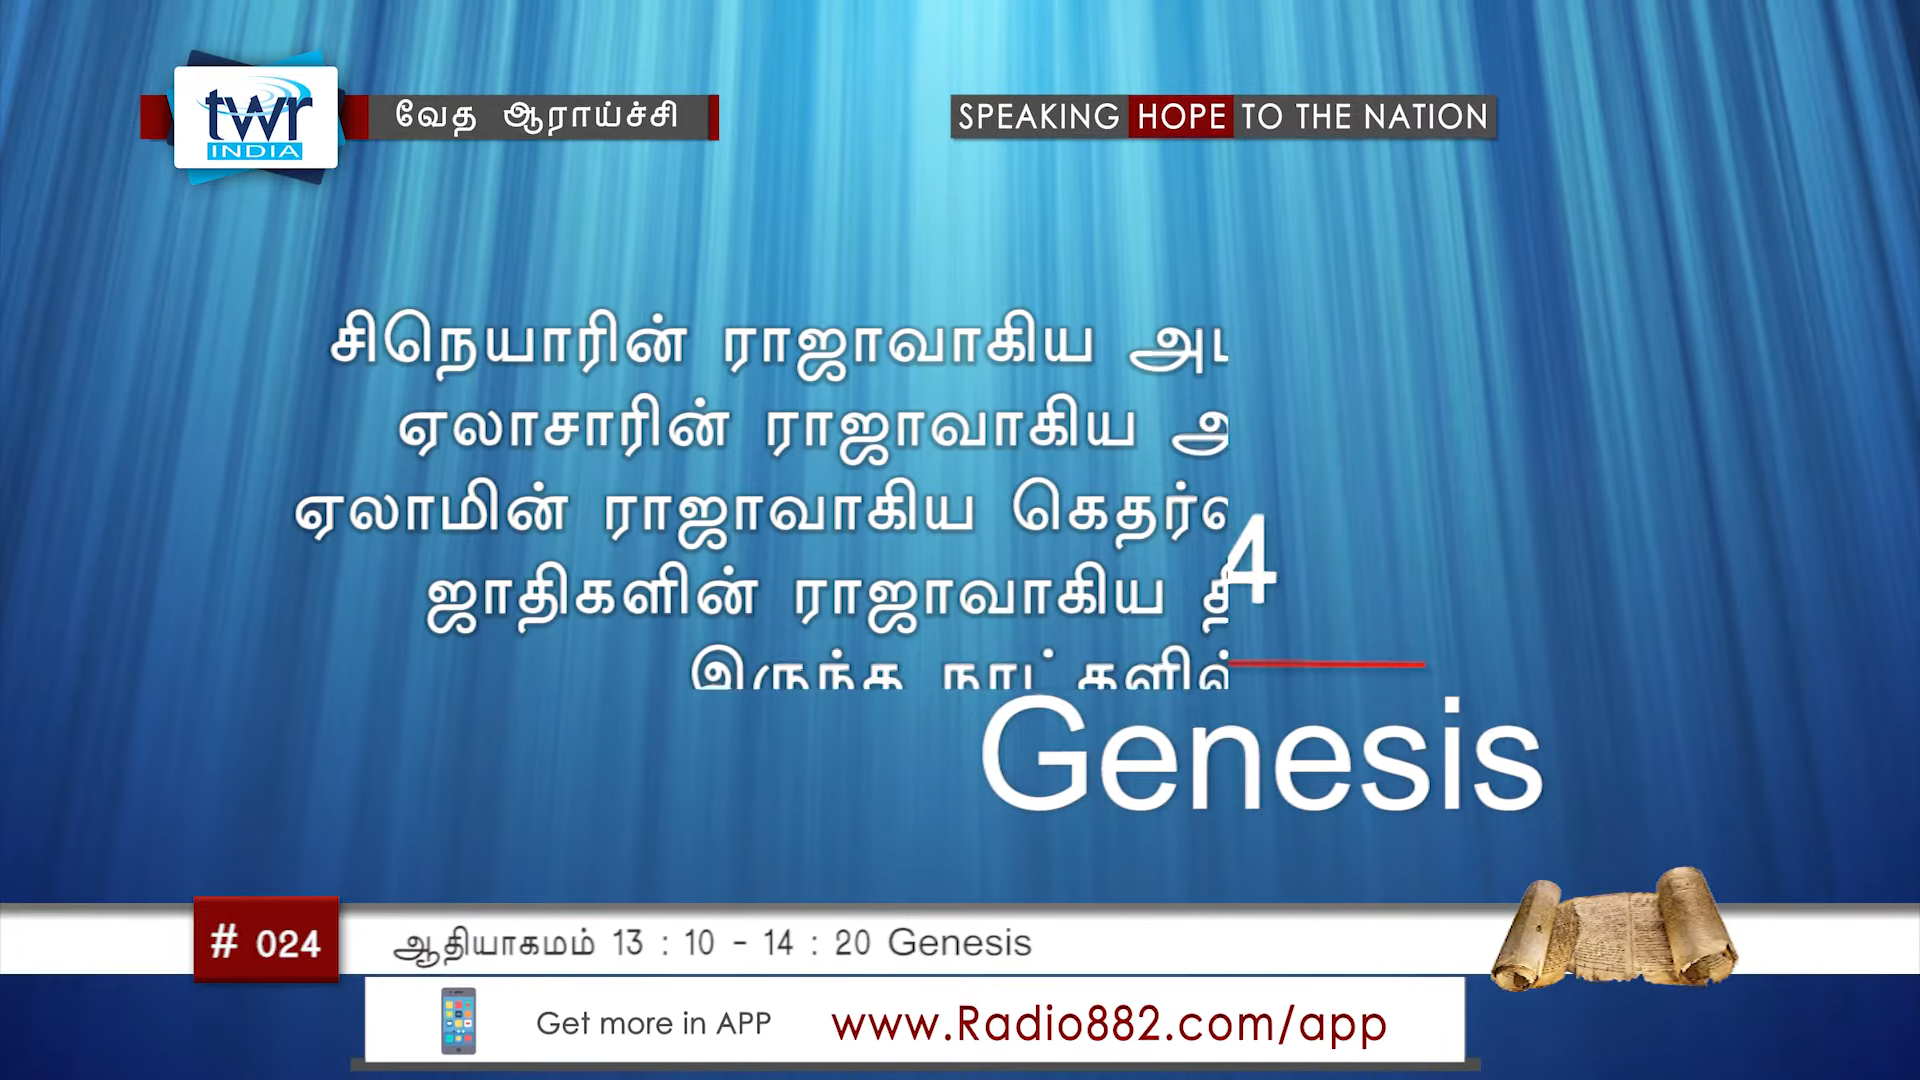 twr
INDIA
வேத ஆராய்ச்சி
SPEAKING HOPE TO THE NATION
சிநெயாரின் ராஜாவாகிய
ஏலாசாரின் ராஜாவாகிய
ஏலாமின் ராஜாவாகிய
ஜாதிகளின் ராஜாவாகிய
4
Genesis
# 024
ஆதியாகமம் 13 : 10 - 14 : 20 Genesis
Get more in APP www.Radio882.com/app